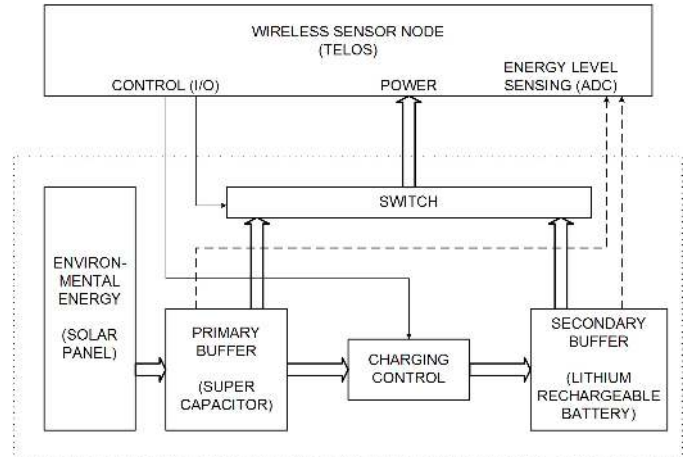 WIRELESS SENSOR NODE
(TELOS)
ENERGY LEVEL
CONTROL (I/O) POWER SENSING (ADC)
SWITCH
ENVIRON-
MENTAL
ENERGY
(SOLAR
PANEL)
PRIMARY
BUFFER
(SUPER
CAPACITOR)
CHARGING
CONTROL
SECONDARY
BUFFER
(LITHIUM
RECHARGEABLE
BATTERY)